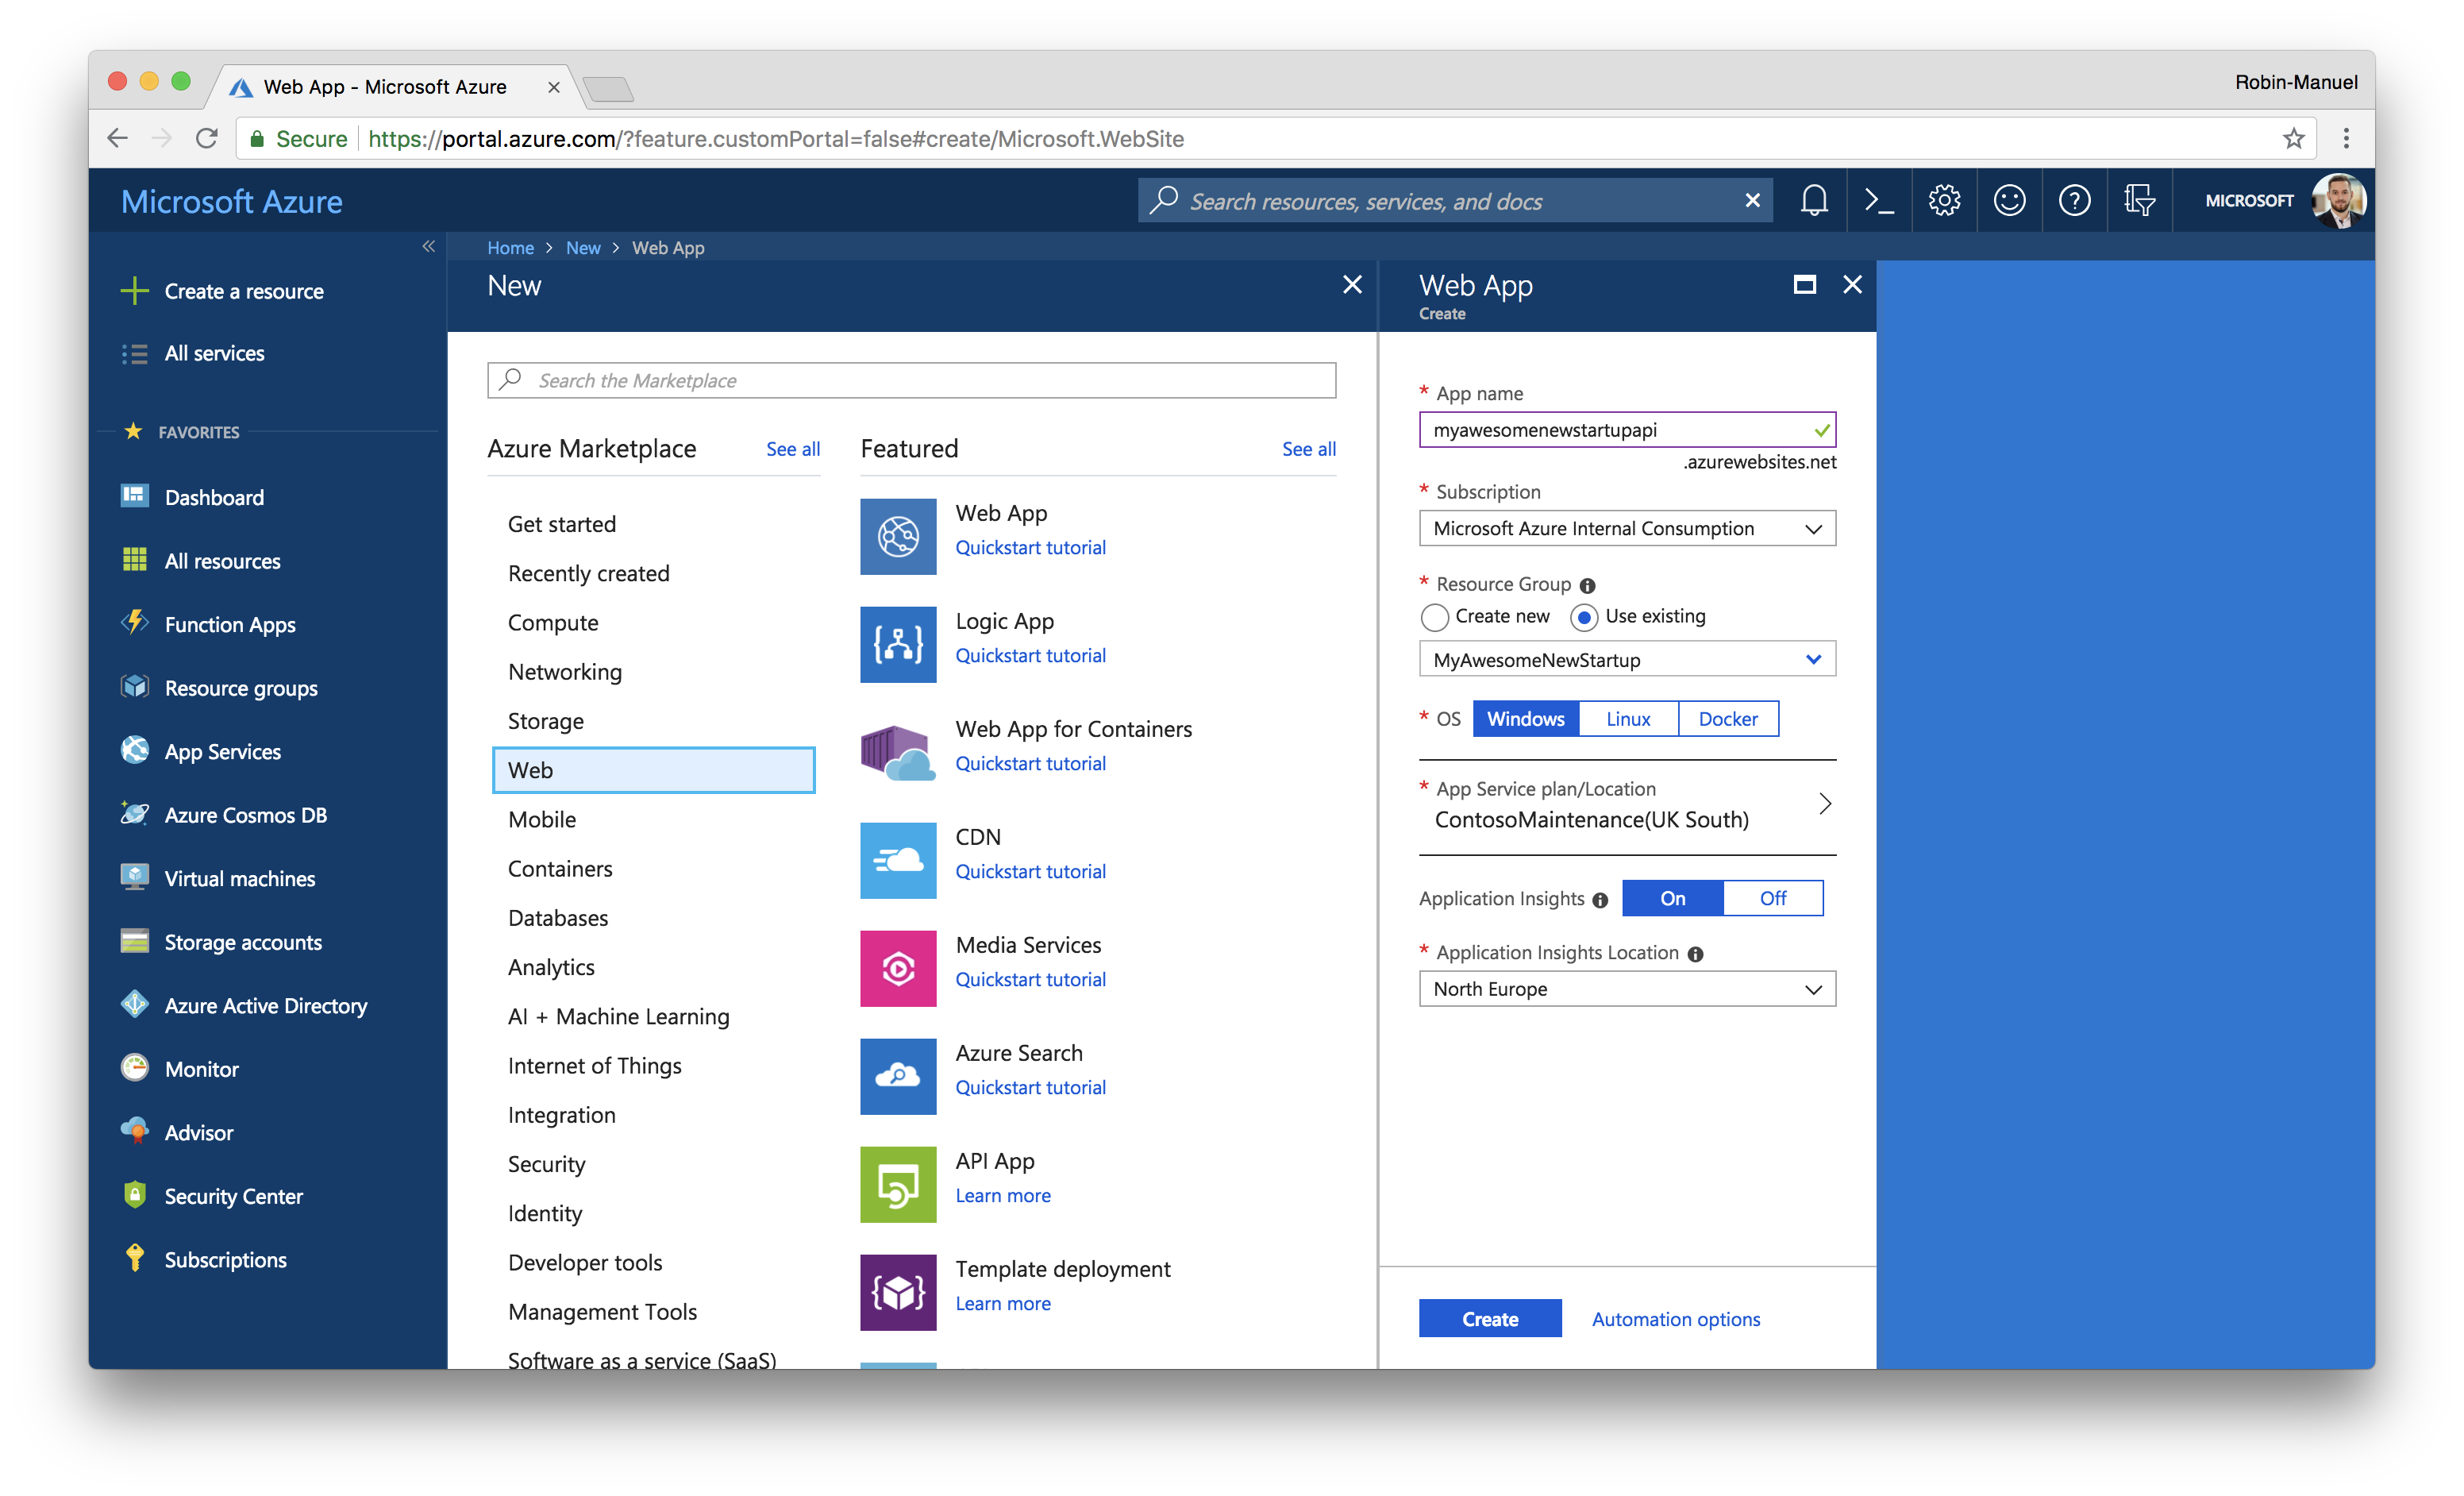 Web App - Microsoft Azure
Robin-Manuel
Secure https://portal.azure.com/?feature.customPortal=false#create/Microsoft.WebSite
Microsoft Azure
Search resources, services, and docs
MICROSOFT
Home > New > Web App
Create a resource
All services
FAVORITES
Dashboard
All resources
Function Apps
Resource groups
App Services
Azure Cosmos DB
Virtual machines
Storage accounts
Azure Active Directory
Monitor
Advisor
Security Center
Subscriptions
New
Search the Marketplace
Azure Marketplace See all
Get started
Recently created
Compute
Networking
Storage
Web
Mobile
Containers
Databases
Analytics
AI + Machine Learning
Internet of Things
Integration
Security
Identity
Developer tools
Management Tools
Software as a service (SaaS)
Featured See all
Web App
Quickstart tutorial
Logic App
Quickstart tutorial
Web App for Containers
Quickstart tutorial
CDN
Quickstart tutorial
Media Services
Quickstart tutorial
Azure Search
Quickstart tutorial
API App
Learn more
Template deployment
Learn more
Web App
Create
* App name
myawesomenewstartupapi
.azurewebsites.net
* Subscription
Microsoft Azure Internal Consumption
* Resource Group
Create new Use existing
MyAwesomeNewStartup
* OS Windows Linux Docker
* App Service plan/Location
ContosoMaintenance(UK South)
Application Insights On Off
* Application Insights Location
North Europe
Create Automation options